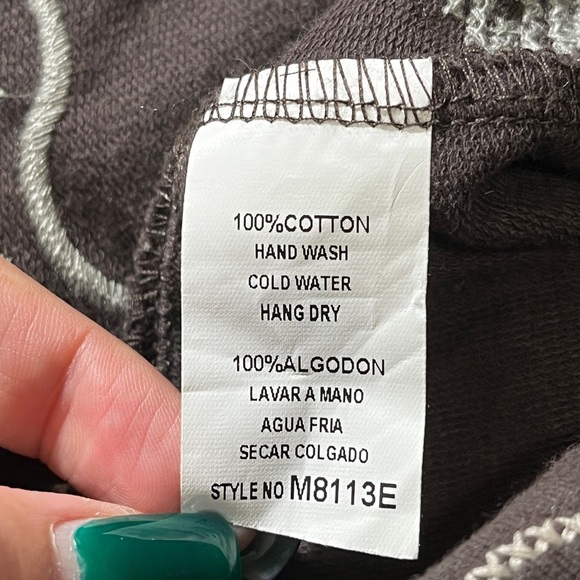 100%COTTON
HAND WASH
COLD WATER
HANG DRY
100%ALGODON
LAVAR A MANO
AGUA FRIA
SECAR COLGADO
STYLE NO M8113E